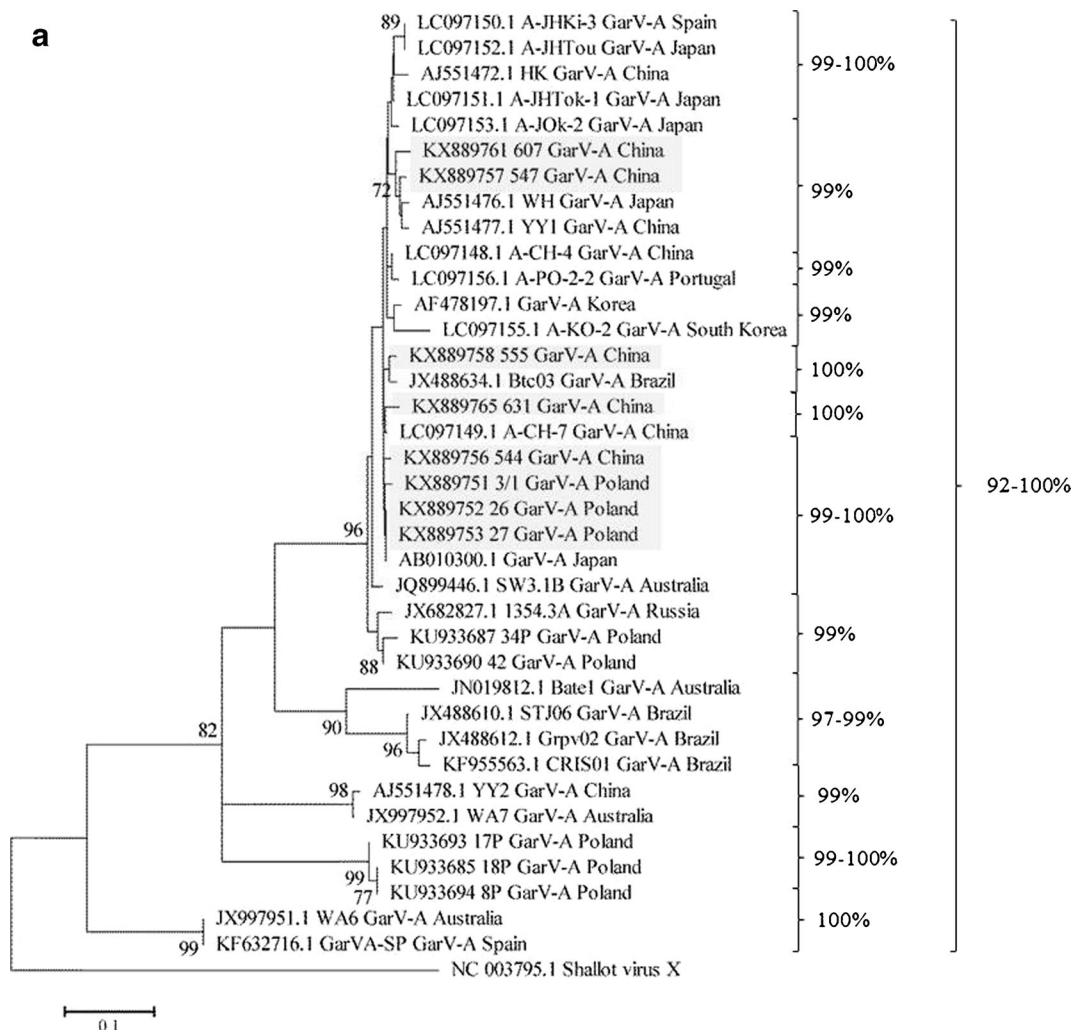 a
89 LC097150.1 A-JHKi-3 GarV-A Spain
LC097152.1 A-JHTou GarV-A Japan
99-100%
AJ551472.1 HK GarV-A China
LC097151.1 A-JHTok-1 GarV-A Japan
LC097153.1 A-JOk-2 GarV-A Japan
KX889761 607 GarV-A China
KX889757 547 GarV-A China
72
99%
AJ551476.1 WH GarV-A Japan
AJ551477.1 YY1 GarV-A China
LC097148.1 A-CH-4 GarV-A China
99%
LC097156.1 A-PO-2-2 GarV-A Portugal
AF478197.1 GarV-A Korea
99%
LC097155.1 A-KO-2 GarV-A South Korea
KX889758 555 GarV-A China
100%
JX488634.1 Btc03 GarV-A Brazil
KX889765 631 GarV-A China
100%
LC097149.1 A-CH-7 GarV-A China
KX889756 544 GarV-A China
KX889751 3/1 GarV-A Poland
92-100%
KX889752 26 GarV-A Poland
99-100%
96
KX889753 27 GarV-A Poland
AB010300.1 GarV-A Japan
JQ899446.1 SW3.1B GarV-A Australia
JX682827.1 1354.3A GarV-A Russia
99%
KU933687 34P GarV-A Poland
88 KU933690 42 GarV-A Poland
JN019812.1 Bate1 GarV-A Australia
JX488610.1 STJ06 GarV-A Brazil
97-99%
82
90
JX488612.1 Grpv02 GarV-A Brazil
96
KF955563.1 CRIS01 GarV-A Brazil
98 AJ551478.1 YY2 GarV-A China
99%
JX997952.1 WA7 GarV-A Australia
KU933693 17P GarV-A Poland
99-100%
KU933685 18P GarV-A Poland
99
77 KU933694 8P GarV-A Poland
JX997951.1 WA6 GarV-A Australia
100%
99 KF632716.1 GarVA-SP GarV-A Spain
NC 003795.1 Shallot virus X
0.1